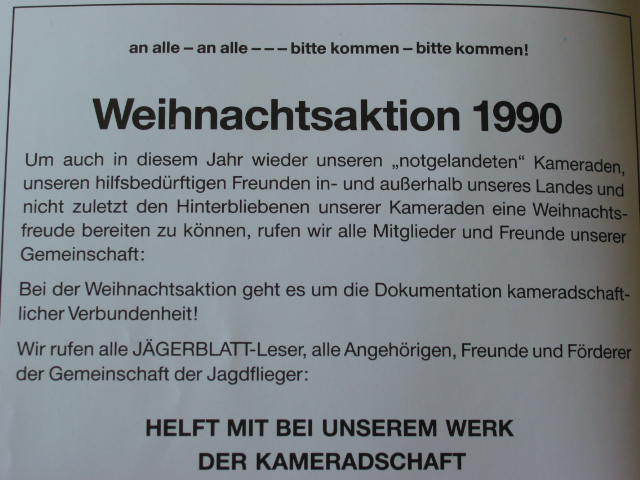 an alle – an alle – – – bitte kommen – bitte kommen!
Weihnachtsaktion 1990
Um auch in diesem Jahr wieder unseren „notgelandeten“ Kameraden,
unseren hilfsbedürftigen Freunden in- und außerhalb unseres Landes und
nicht zuletzt den Hinterbliebenen unserer Kameraden eine Weihnachts-
freude bereiten zu können, rufen wir alle Mitglieder und Freunde unserer
Gemeinschaft:
Bei der Weihnachtsaktion geht es um die Dokumentation kameradschaft-
licher Verbundenheit!
Wir rufen alle JÄGERBLATT-Leser, alle Angehörigen, Freunde und Förderer
der Gemeinschaft der Jagdflieger:
HELFT MIT BEI UNSEREM WERK
DER KAMERADSCHAFT